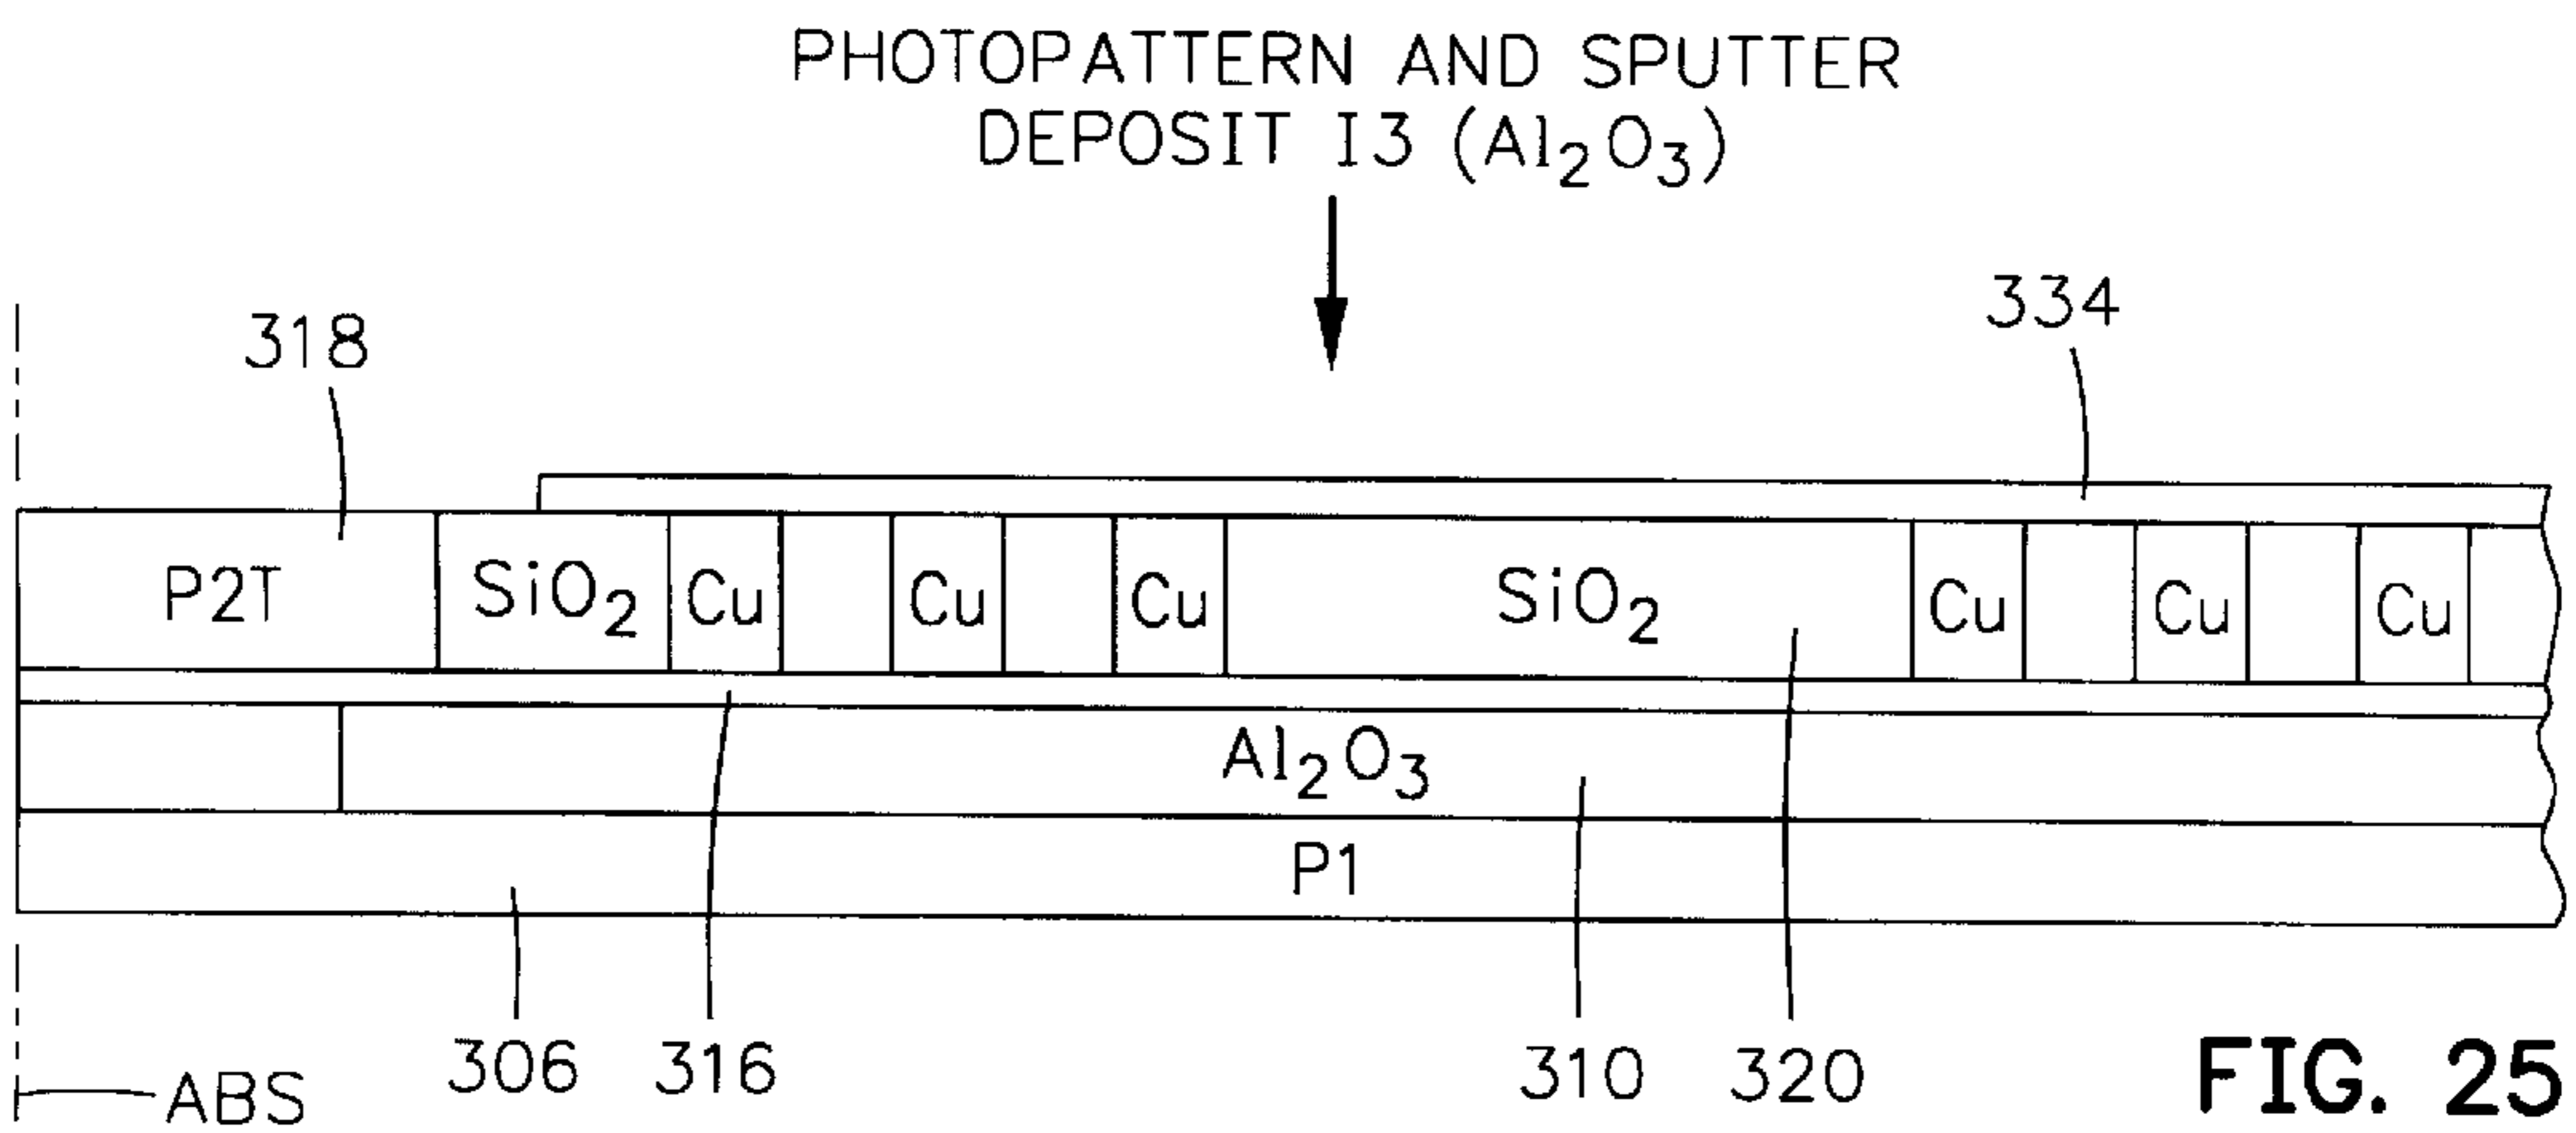 PHOTOPATTERN AND SPUTTER
DEPOSIT I3 (Al₂O₃)
334
318
P2T SiO₂ Cu Cu Cu SiO₂ Cu Cu Cu
Al₂O₃
P1
306 316 310 320
ABS
FIG. 25